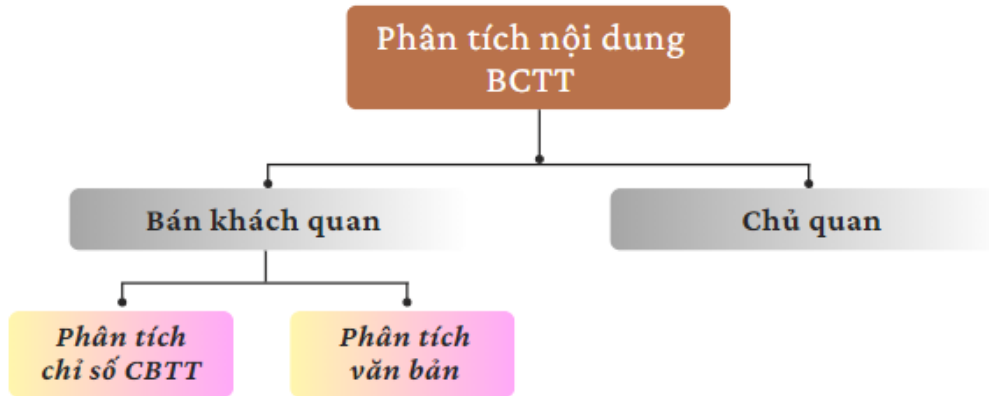 Phân tích nội dung
BCTT
Bán khách quan
Chủ quan
Phân tích
chỉ số CBTT
Phân tích
văn bản